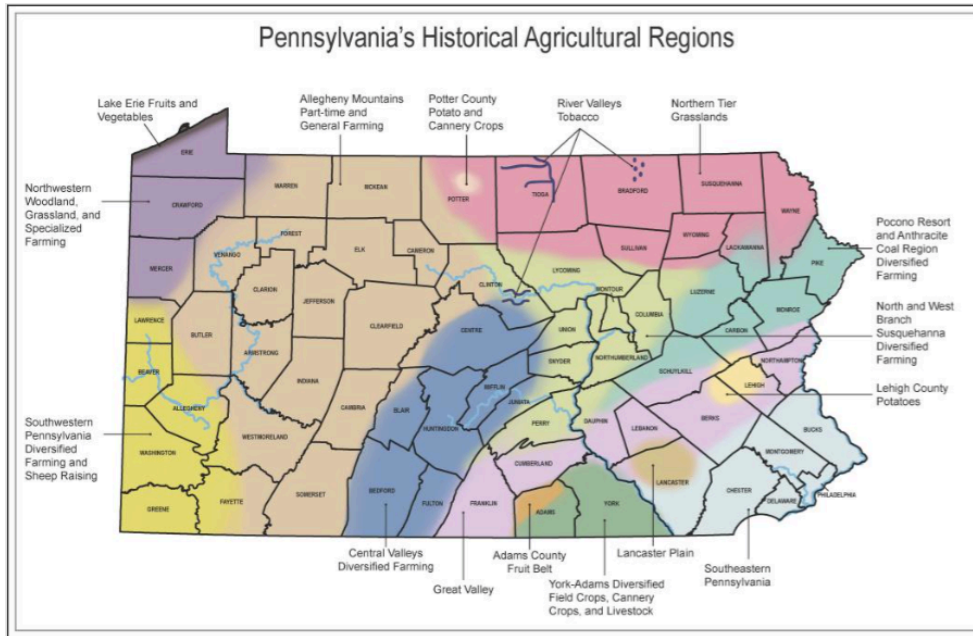 Pennsylvania's Historical Agricultural Regions
Lake Erie Fruits and
Vegetables
Allegheny Mountains
Part-time and
General Farming
Potter County
Potato and
Cannery Crops
River Valleys
Tobacco
Northern Tier
Grasslands
Northwestern
Woodland,
Grassland, and
Specialized
Farming
Pocono Resort
and Anthracite
Coal Region
Diversified
Farming
North and West
Branch
Susquehanna
Diversified
Farming
Lehigh County
Potatoes
Southwestern
Pennsylvania
Diversified
Farming and
Sheep Raising
Central Valleys
Diversified Farming
Great Valley
Adams County
Fruit Belt
York-Adams Diversified
Field Crops, Cannery
Crops, and Livestock
Lancaster Plain
Southeastern
Pennsylvania
ERIE
CRAWFORD
MERCER
WARREN
MCKEAN
POTTER
TIOGA
BRADFORD
SUSQUEHANNA
WAYNE
FOREST
VENANGO
ELK
CAMERON
SULLIVAN
WYOMING
LACKAWANNA
PIKE
CLARION
JEFFERSON
CLINTON
LYCOMING
MONTOUR
COLUMBIA
LUZERNE
MONROE
LAWRENCE
BUTLER
ARMSTRONG
CLEARFIELD
CENTRE
UNION
SNYDER
NORTHUMBERLAND
CARBON
NORTHAMPTON
BEAVER
ALLEGHENY
INDIANA
CAMBRIA
BLAIR
HUNTINGDON
MIFFLIN
JUNIATA
PERRY
DAUPHIN
SCHUYLKILL
LEHIGH
BERKS
LEBANON
BUCKS
MONTGOMERY
WASHINGTON
WESTMORELAND
CUMBERLAND
LANCASTER
CHESTER
DELAWARE
PHILADELPHIA
GREENE
FAYETTE
SOMERSET
BEDFORD
FULTON
FRANKLIN
ADAMS
YORK